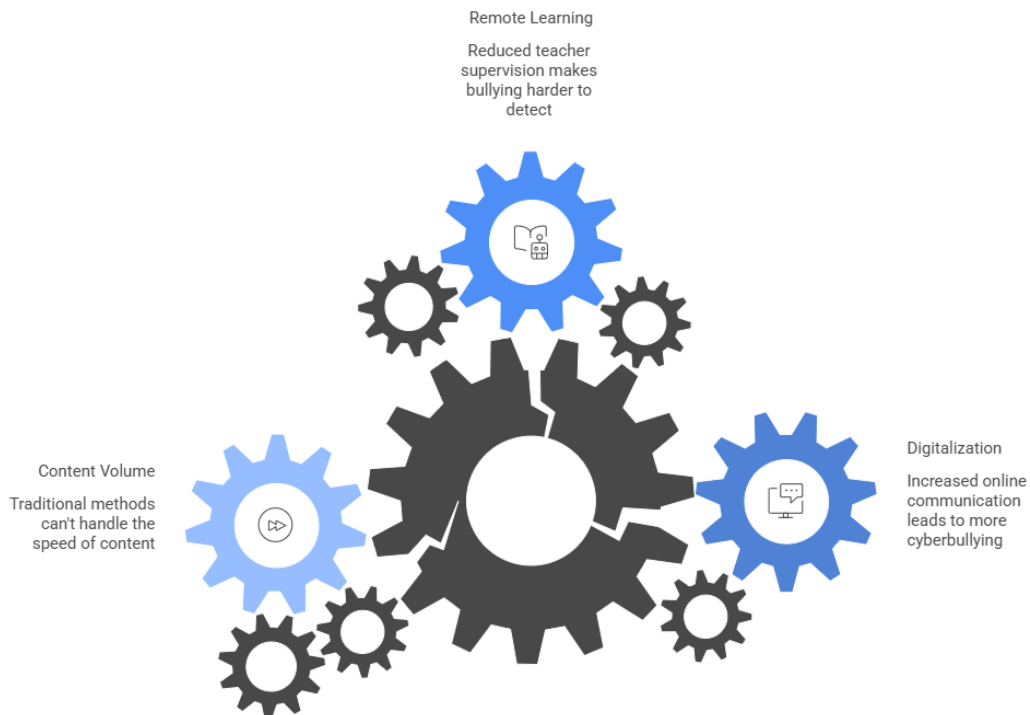 Remote Learning
Reduced teacher
supervision makes
bullying harder to
detect
Content Volume
Traditional methods
can't handle the
speed of content
Digitalization
Increased online
communication
leads to more
cyberbullying